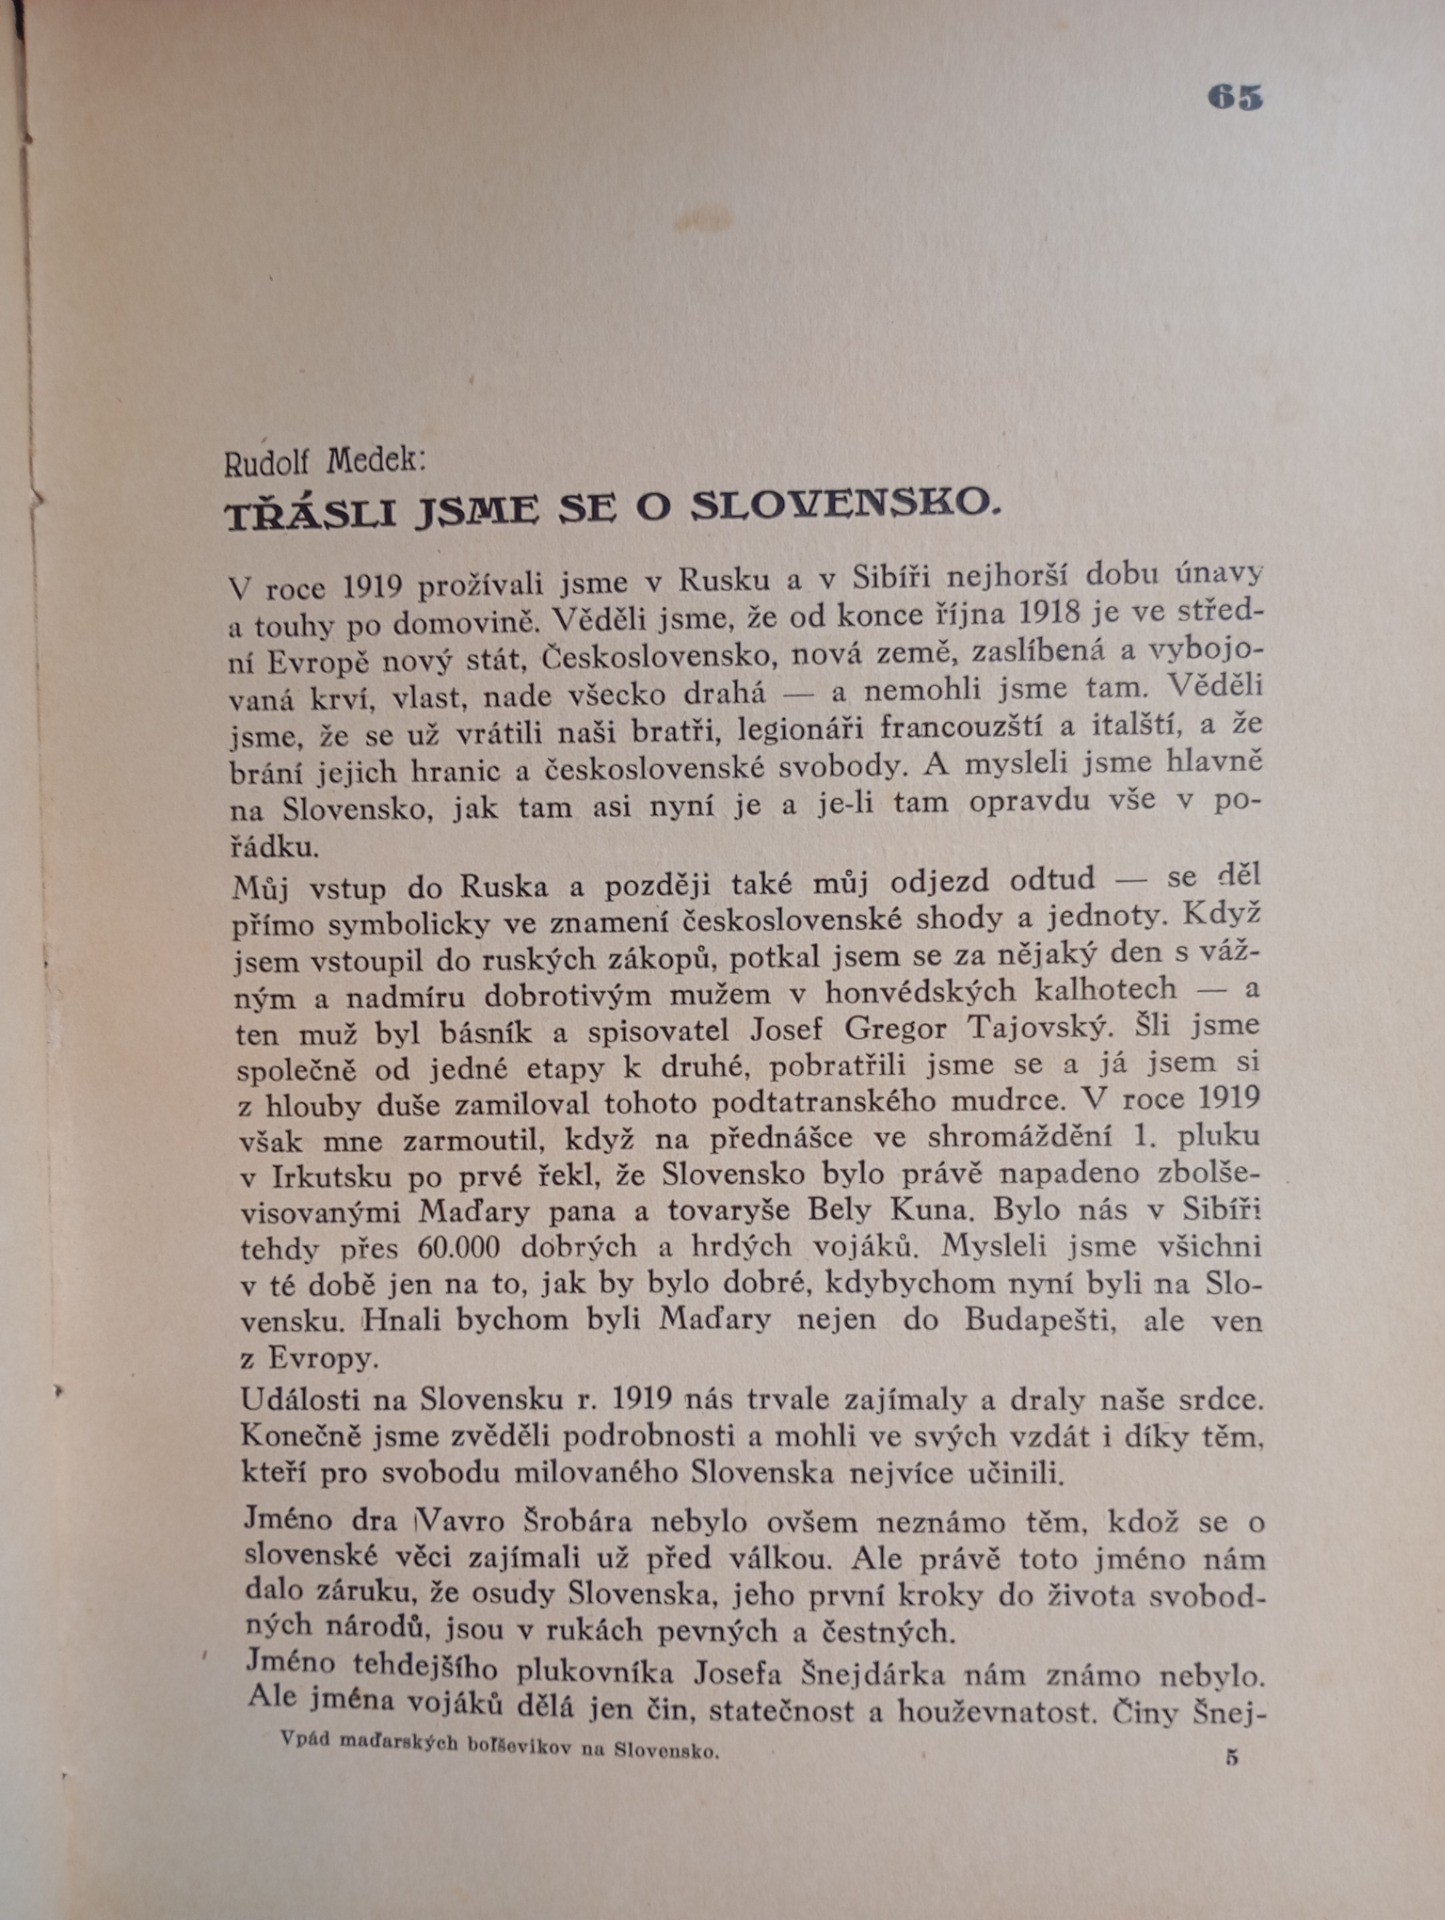 65
Rudolf Medek:
TŘÁSLI JSME SE O SLOVENSKO.
V roce 1919 prožívali jsme v Rusku a v Sibíři nejhorší dobu únavy
a touhy po domovině. Věděli jsme, že od konce října 1918 je ve střed-
ní Evropě nový stát, Československo, nová země, zaslíbená a vybojo-
vaná krví, vlast, nade všecko drahá — a nemohli jsme tam. Věděli
jsme, že se už vrátili naši bratři, legionáři francouzští a italští, a že
brání jejich hranic a československé svobody. A mysleli jsme hlavně
na Slovensko, jak tam asi nyní je a je-li tam opravdu vše v po-
řádku.
Můj vstup do Ruska a později také můj odjezd odtud — se děl
přímo symbolicky ve znamení československé shody a jednoty. Když
jsem vstoupil do ruských zákopů, potkal jsem se za nějaký den s váž-
ným a nadmíru dobrotivým mužem v honvédských kalhotech — a
ten muž byl básník a spisovatel Josef Gregor Tajovský. Šli jsme
společně od jedné etapy k druhé, pobratřili jsme se a já jsem si
z hlouby duše zamiloval tohoto podtatranského mudrce. V roce 1919
však mne zarmoutil, když na přednášce ve shromáždění 1. pluku
v Irkutsku po prvé řekl, že Slovensko bylo právě napadeno zbolše-
visovanými Maďary pana a tovaryše Bely Kuna. Bylo nás v Sibíři
tehdy přes 60.000 dobrých a hrdých vojáků. Mysleli jsme všichni
v té době jen na to, jak by bylo dobré, kdybychom nyní byli na Slo-
vensku. Hnali bychom byli Maďary nejen do Budapešti, ale ven
z Evropy.
Události na Slovensku r. 1919 nás trvale zajímaly a draly naše srdce.
Konečně jsme zvěděli podrobnosti a mohli ve svých vzdát i díky těm,
kteří pro svobodu milovaného Slovenska nejvíce učinili.
Jméno dra Vavro Šrobára nebylo ovšem neznámo těm, kdož se o
slovenské věci zajímali už před válkou. Ale právě toto jméno nám
dalo záruku, že osudy Slovenska, jeho první kroky do života svobod-
ných národů, jsou v rukách pevných a čestných.
Jméno tehdejšího plukovníka Josefa Šnejdárka nám známo nebylo.
Ale jména vojáků dělá jen čin, statečnost a houževnatost. Činy Šnej-
Vpád maďarských boľševikov na Slovensko.
5